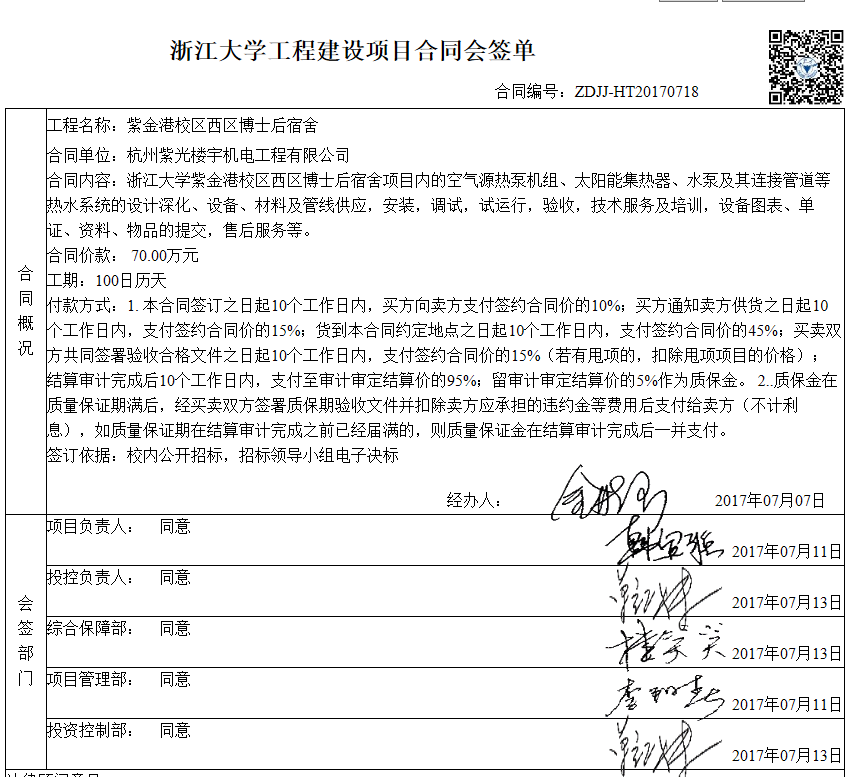 浙江大学工程建设项目合同会签单
合同编号：ZDJJ-HT20170718
合同概况
工程名称：紫金港校区西区博士后宿舍
合同单位：杭州紫光楼宇机电工程有限公司
合同内容：浙江大学紫金港校区西区博士后宿舍项目内的空气源热泵机组、太阳能集热器、水泵及其连接管道等
热水系统的设计深化、设备、材料及管线供应，安装，调试，试运行，验收，技术服务及培训，设备图表、单
证、资料、物品的提交，售后服务等。
合同价款： 70.00万元
工期：100日历天
付款方式：1. 本合同签订之日起10个工作日内，买方向卖方支付签约合同价的10%；买方通知卖方供货之日起10
个工作日内，支付签约合同价的15%；货到本合同约定地点之日起10个工作日内，支付签约合同价的45%；买卖双
方共同签署验收合格文件之日起10个工作日内，支付签约合同价的15%（若有甩项的，扣除甩项项目的价格）；
结算审计完成后10个工作日内，支付至审计审定结算价的95%；留审计审定结算价的5%作为质保金。 2..质保金在
质量保证期满后，经买卖双方签署质保期验收文件并扣除卖方应承担的违约金等费用后支付给卖方（不计利
息），如质量保证期在结算审计完成之前已经届满的，则质量保证金在结算审计完成后一并支付。
签订依据：校内公开招标，招标领导小组电子决标
经办人： 2017年07月07日
会签部门
项目负责人： 同意
2017年07月11日
投控负责人： 同意
2017年07月13日
综合保障部： 同意
2017年07月13日
项目管理部： 同意
2017年07月11日
投资控制部： 同意
2017年07月13日